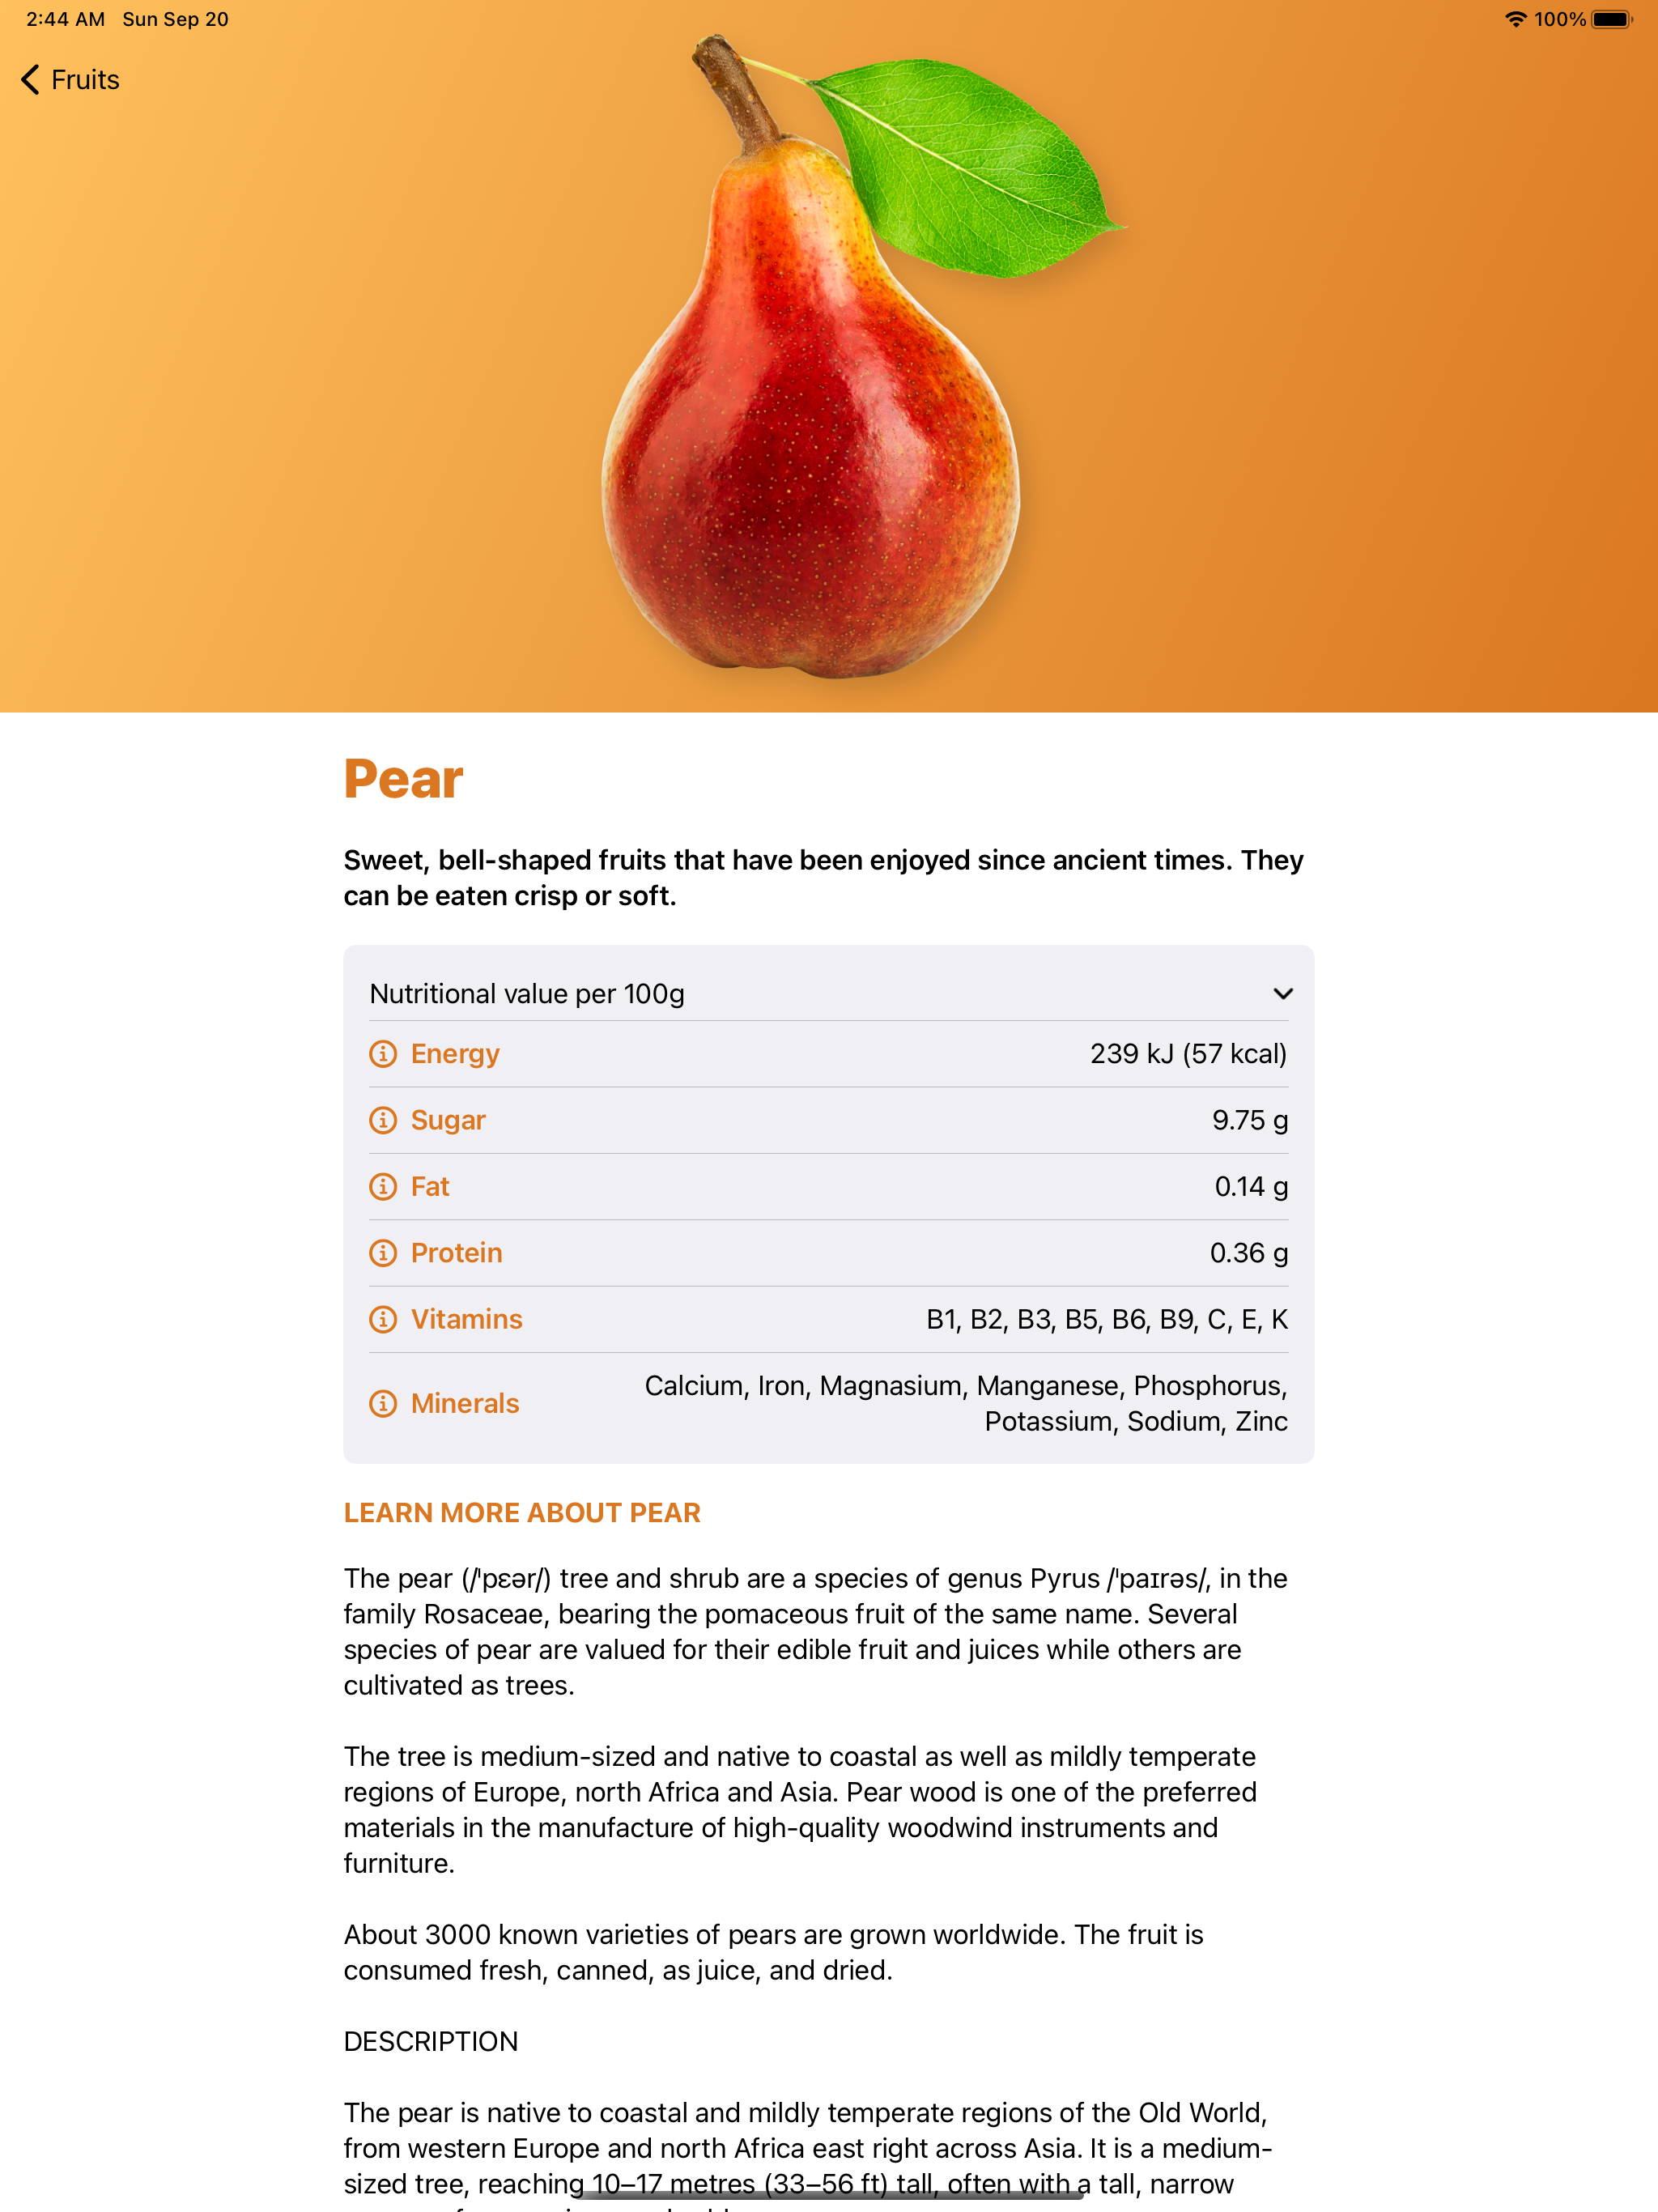 2:44 AM Sun Sep 20
100%
Fruits
Pear
Sweet, bell-shaped fruits that have been enjoyed since ancient times. They
can be eaten crisp or soft.
Nutritional value per 100g
Energy 239 kJ (57 kcal)
Sugar 9.75 g
Fat 0.14 g
Protein 0.36 g
Vitamins B1, B2, B3, B5, B6, B9, C, E, K
Minerals Calcium, Iron, Magnasium, Manganese, Phosphorus,
Potassium, Sodium, Zinc
LEARN MORE ABOUT PEAR
The pear (/ˈpɛər/) tree and shrub are a species of genus Pyrus /ˈpaɪrəs/, in the
family Rosaceae, bearing the pomaceous fruit of the same name. Several
species of pear are valued for their edible fruit and juices while others are
cultivated as trees.
The tree is medium-sized and native to coastal as well as mildly temperate
regions of Europe, north Africa and Asia. Pear wood is one of the preferred
materials in the manufacture of high-quality woodwind instruments and
furniture.
About 3000 known varieties of pears are grown worldwide. The fruit is
consumed fresh, canned, as juice, and dried.
DESCRIPTION
The pear is native to coastal and mildly temperate regions of the Old World,
from western Europe and north Africa east right across Asia. It is a medium-
sized tree, reaching 10–17 metres (33–56 ft) tall, often with a tall, narrow